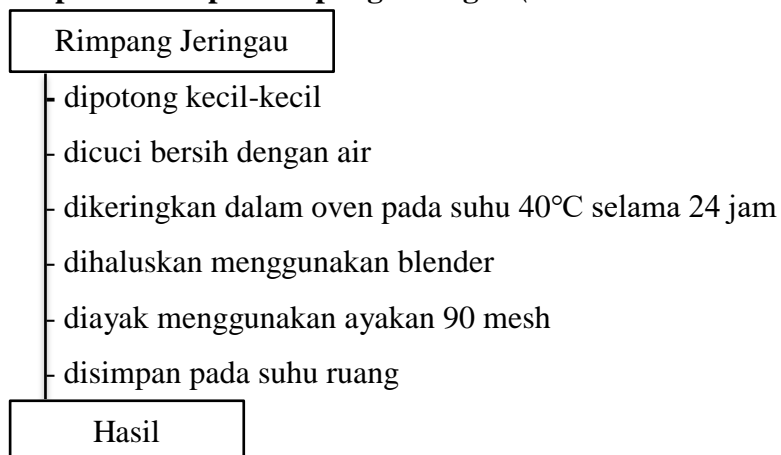 Rimpang Jeringau
- dipotong kecil-kecil
- dicuci bersih dengan air
- dikeringkan dalam oven pada suhu 40°C selama 24 jam
- dihaluskan menggunakan blender
- diayak menggunakan ayakan 90 mesh
- disimpan pada suhu ruang
Hasil